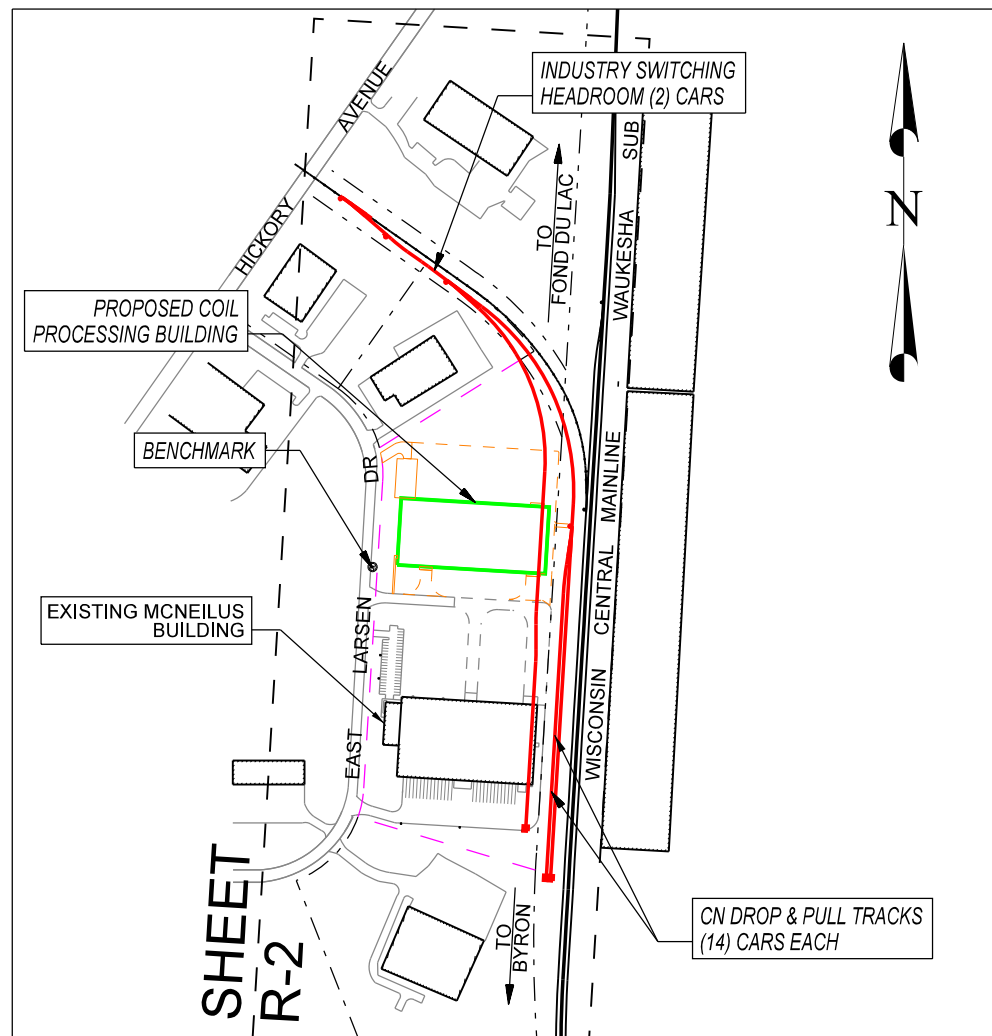 INDUSTRY SWITCHING
HEADROOM (2) CARS
HICKORY AVENUE
TO
FOND DU LAC
WISCONSIN CENTRAL MAINLINE WAUKESHA SUB
N
PROPOSED COIL
PROCESSING BUILDING
BENCHMARK
EAST LARSEN DR
EXISTING MCNEILUS
BUILDING
CN DROP & PULL TRACKS
(14) CARS EACH
TO
BYRON
SHEET
R-2